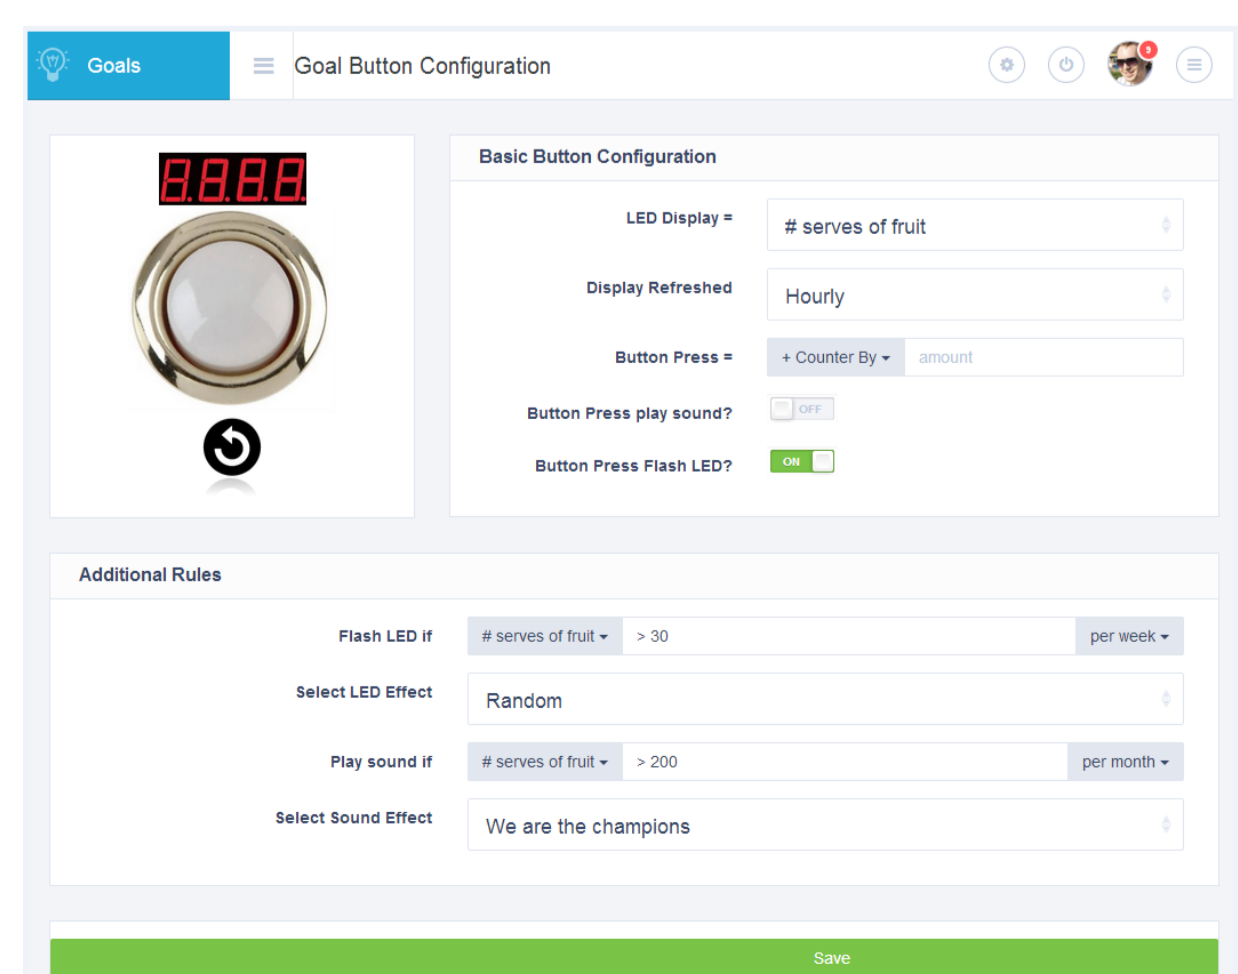 Goals
Goal Button Configuration
9
8.8.8.8.
Basic Button Configuration
LED Display = # serves of fruit
Display Refreshed Hourly
Button Press = + Counter By amount
Button Press play sound? OFF
Button Press Flash LED? ON
Additional Rules
Flash LED if # serves of fruit > 30 per week
Select LED Effect Random
Play sound if # serves of fruit > 200 per month
Select Sound Effect We are the champions
Save